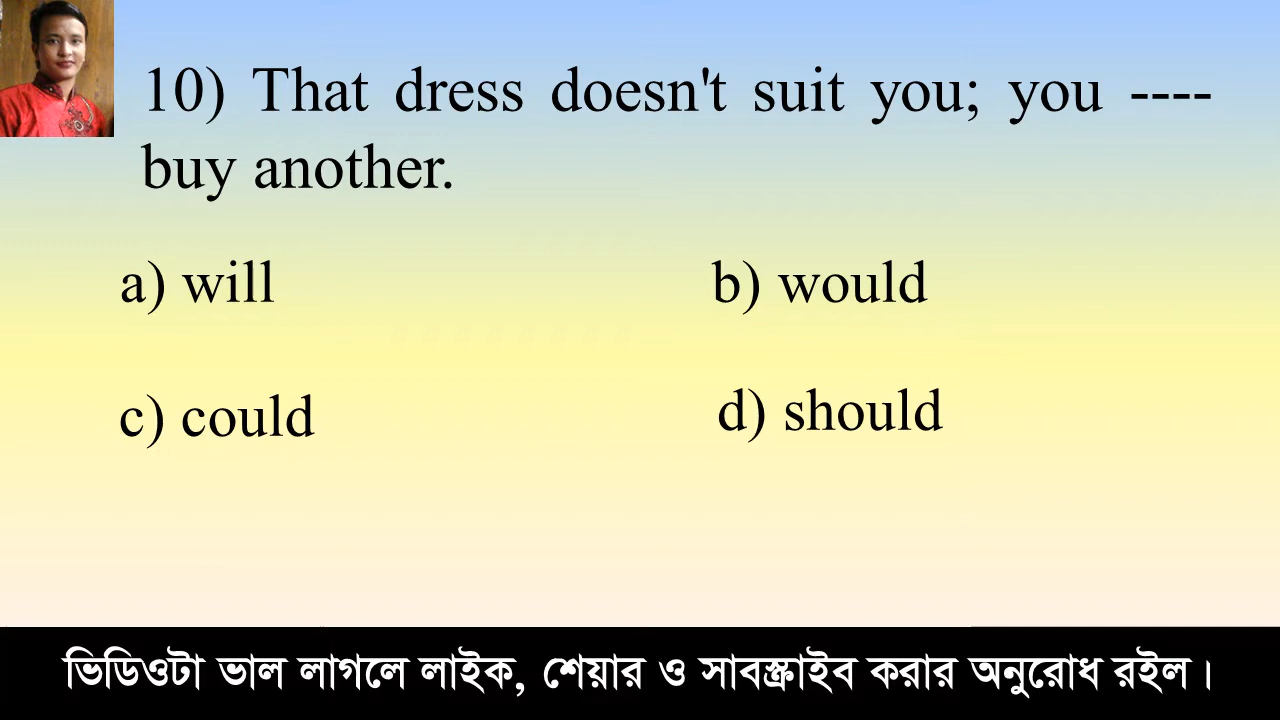 10) That dress doesn't suit you; you ----
buy another.
a) will b) would
c) could d) should
ভিডিওটা ভাল লাগলে লাইক, শেয়ার ও সাবস্ক্রাইব করার অনুরোধ রইল।